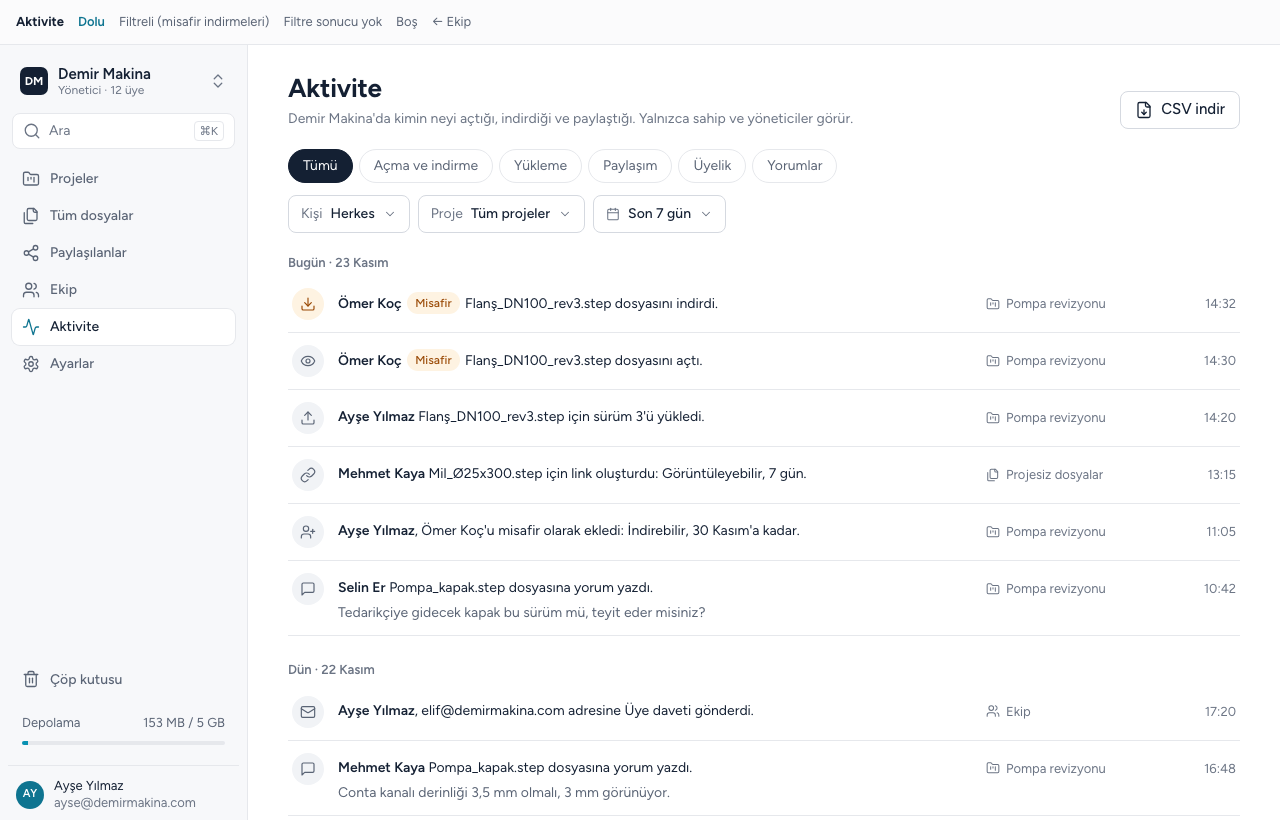 Aktivite Dolu Filtreli (misafir indirmeleri) Filtre sonucu yok Boş ← Ekip
DM Demir Makina
Yönetici · 12 üye
Ara ⌘K
Projeler
Tüm dosyalar
Paylaşılanlar
Ekip
Aktivite
Ayarlar
Çöp kutusu
Depolama 153 MB / 5 GB
AY Ayşe Yılmaz
ayse@demirmakina.com
Aktivite
Demir Makina'da kimin neyi açtığı, indirdiği ve paylaştığı. Yalnızca sahip ve yöneticiler görür.
CSV indir
Tümü Açma ve indirme Yükleme Paylaşım Üyelik Yorumlar
Kişi Herkes Proje Tüm projeler Son 7 gün
Bugün · 23 Kasım
Ömer Koç Misafir Flanş_DN100_rev3.step dosyasını indirdi. Pompa revizyonu 14:32
Ömer Koç Misafir Flanş_DN100_rev3.step dosyasını açtı. Pompa revizyonu 14:30
Ayşe Yılmaz Flanş_DN100_rev3.step için sürüm 3'ü yükledi. Pompa revizyonu 14:20
Mehmet Kaya Mil_Ø25x300.step için link oluşturdu: Görüntüleyebilir, 7 gün. Projesiz dosyalar 13:15
Ayşe Yılmaz, Ömer Koç'u misafir olarak ekledi: İndirebilir, 30 Kasım'a kadar. Pompa revizyonu 11:05
Selin Er Pompa_kapak.step dosyasına yorum yazdı. Pompa revizyonu 10:42
Tedarikçiye gidecek kapak bu sürüm mü, teyit eder misiniz?
Dün · 22 Kasım
Ayşe Yılmaz, elif@demirmakina.com adresine Üye daveti gönderdi. Ekip 17:20
Mehmet Kaya Pompa_kapak.step dosyasına yorum yazdı. Pompa revizyonu 16:48
Conta kanalı derinliği 3,5 mm olmalı, 3 mm görünüyor.